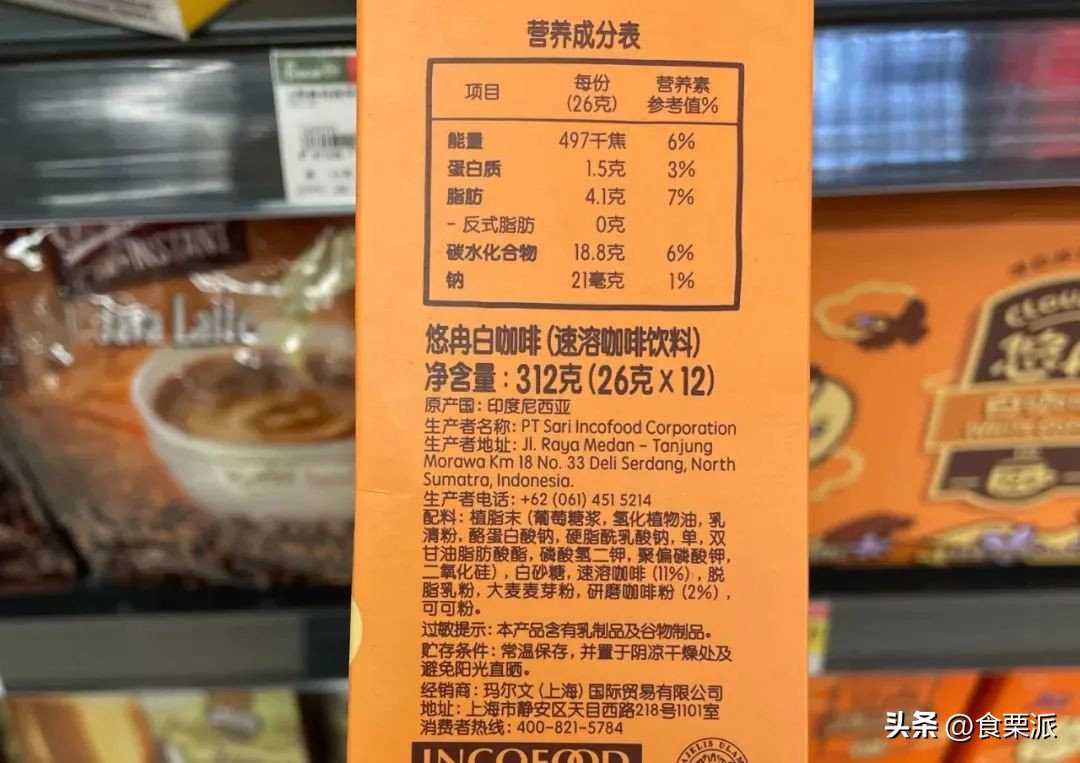 营养成分表
项目 每份 (26克) 营养素 参考值%
能量 497千焦 6%
蛋白质 1.5克 3%
脂肪 4.1克 7%
- 反式脂肪 0克
碳水化合物 18.8克 6%
钠 21毫克 1%
悠冉白咖啡 (速溶咖啡饮料)
净含量：312克 (26克 X 12)
原产国：印度尼西亚
生产者名称: PT Sari Incofood Corporation
生产者地址: Jl. Raya Medan - Tanjung
Morawa Km 18 No. 33 Deli Serdang, North
Sumatra, Indonesia.
生产者电话: +62 (061) 451 5214
配料: 植脂末 (葡萄糖浆, 氢化植物油, 乳
清粉, 酪蛋白酸钠, 硬脂酰乳酸钠, 单, 双
甘油脂肪酸酯, 磷酸氢二钾, 聚偏磷酸钾,
二氧化硅), 白砂糖, 速溶咖啡 (11%), 脱
脂乳粉, 大麦麦芽粉, 研磨咖啡粉 (2%),
可可粉。
过敏提示: 本产品含有乳制品及谷物制品。
贮存条件: 常温保存, 并置于阴凉干燥处及
避免阳光直晒。
经销商: 玛尔文 (上海) 国际贸易有限公司
地址: 上海市静安区天目西路218号1101室
消费者热线: 400-821-5784
INCOFOOD
INSTANT
Latte
悠
头条 @食栗派